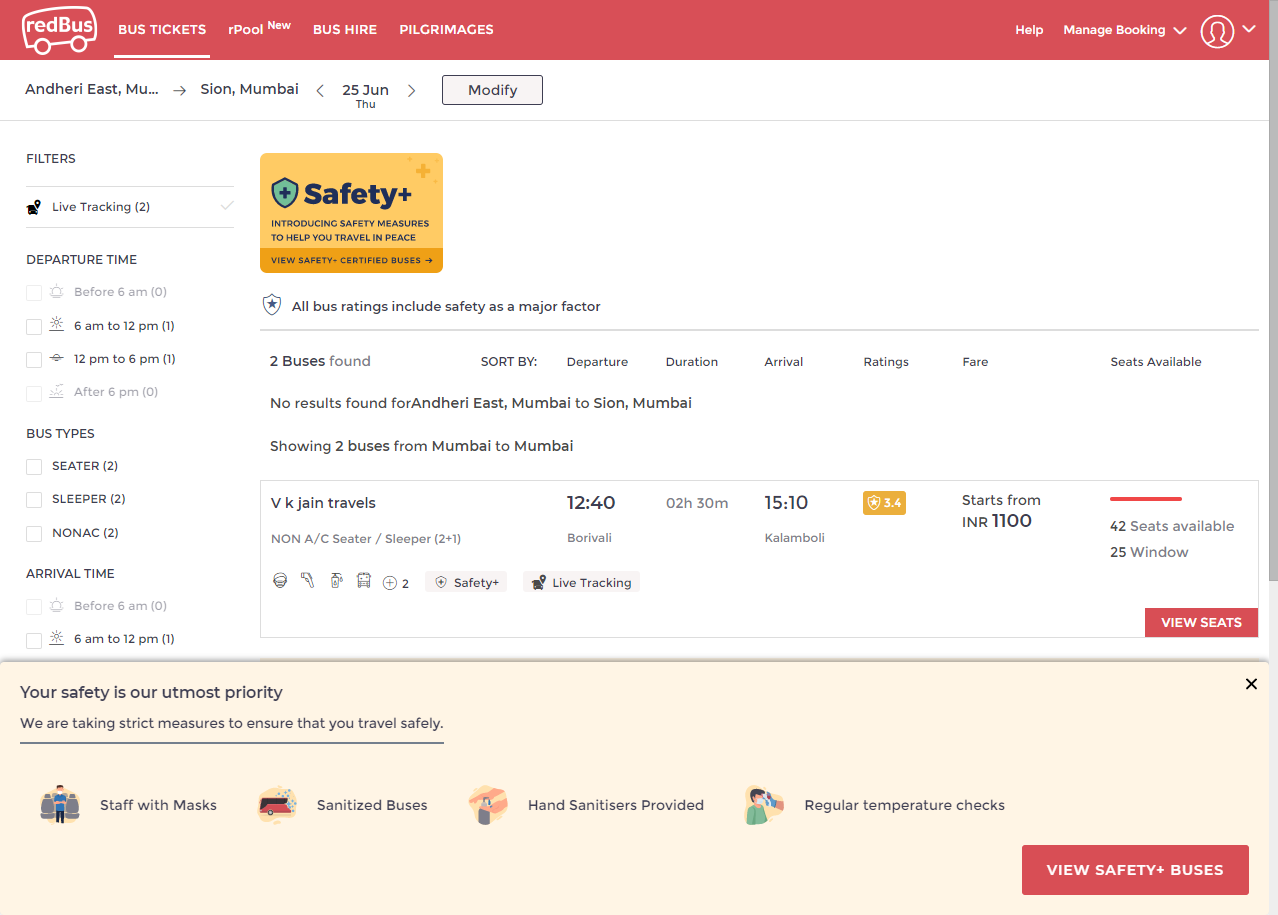 redBus
BUS TICKETS
rPool New
BUS HIRE
PILGRIMAGES
Help
Manage Booking
Andheri East, Mu... → Sion, Mumbai
25 Jun
Thu
Modify
FILTERS
Live Tracking (2)
DEPARTURE TIME
Before 6 am (0)
6 am to 12 pm (1)
12 pm to 6 pm (1)
After 6 pm (0)
BUS TYPES
SEATER (2)
SLEEPER (2)
NONAC (2)
ARRIVAL TIME
Before 6 am (0)
6 am to 12 pm (1)
Safety+
INTRODUCING SAFETY MEASURES
TO HELP YOU TRAVEL IN PEACE
VIEW SAFETY+ CERTIFIED BUSES →
All bus ratings include safety as a major factor
2 Buses found
SORT BY:
Departure
Duration
Arrival
Ratings
Fare
Seats Available
No results found forAndheri East, Mumbai to Sion, Mumbai
Showing 2 buses from Mumbai to Mumbai
V k jain travels
12:40
02h 30m
15:10
3.4
Starts from
INR 1100
42 Seats available
25 Window
NON A/C Seater / Sleeper (2+1)
Borivali
Kalamboli
2
Safety+
Live Tracking
VIEW SEATS
Your safety is our utmost priority
We are taking strict measures to ensure that you travel safely.
Staff with Masks
Sanitized Buses
Hand Sanitisers Provided
Regular temperature checks
VIEW SAFETY+ BUSES